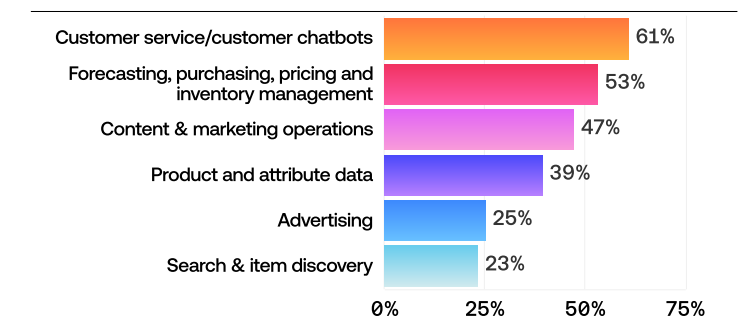 Customer service/customer chatbots 61%
Forecasting, purchasing, pricing and
inventory management 53%
Content & marketing operations 47%
Product and attribute data 39%
Advertising 25%
Search & item discovery 23%
0% 25% 50% 75%